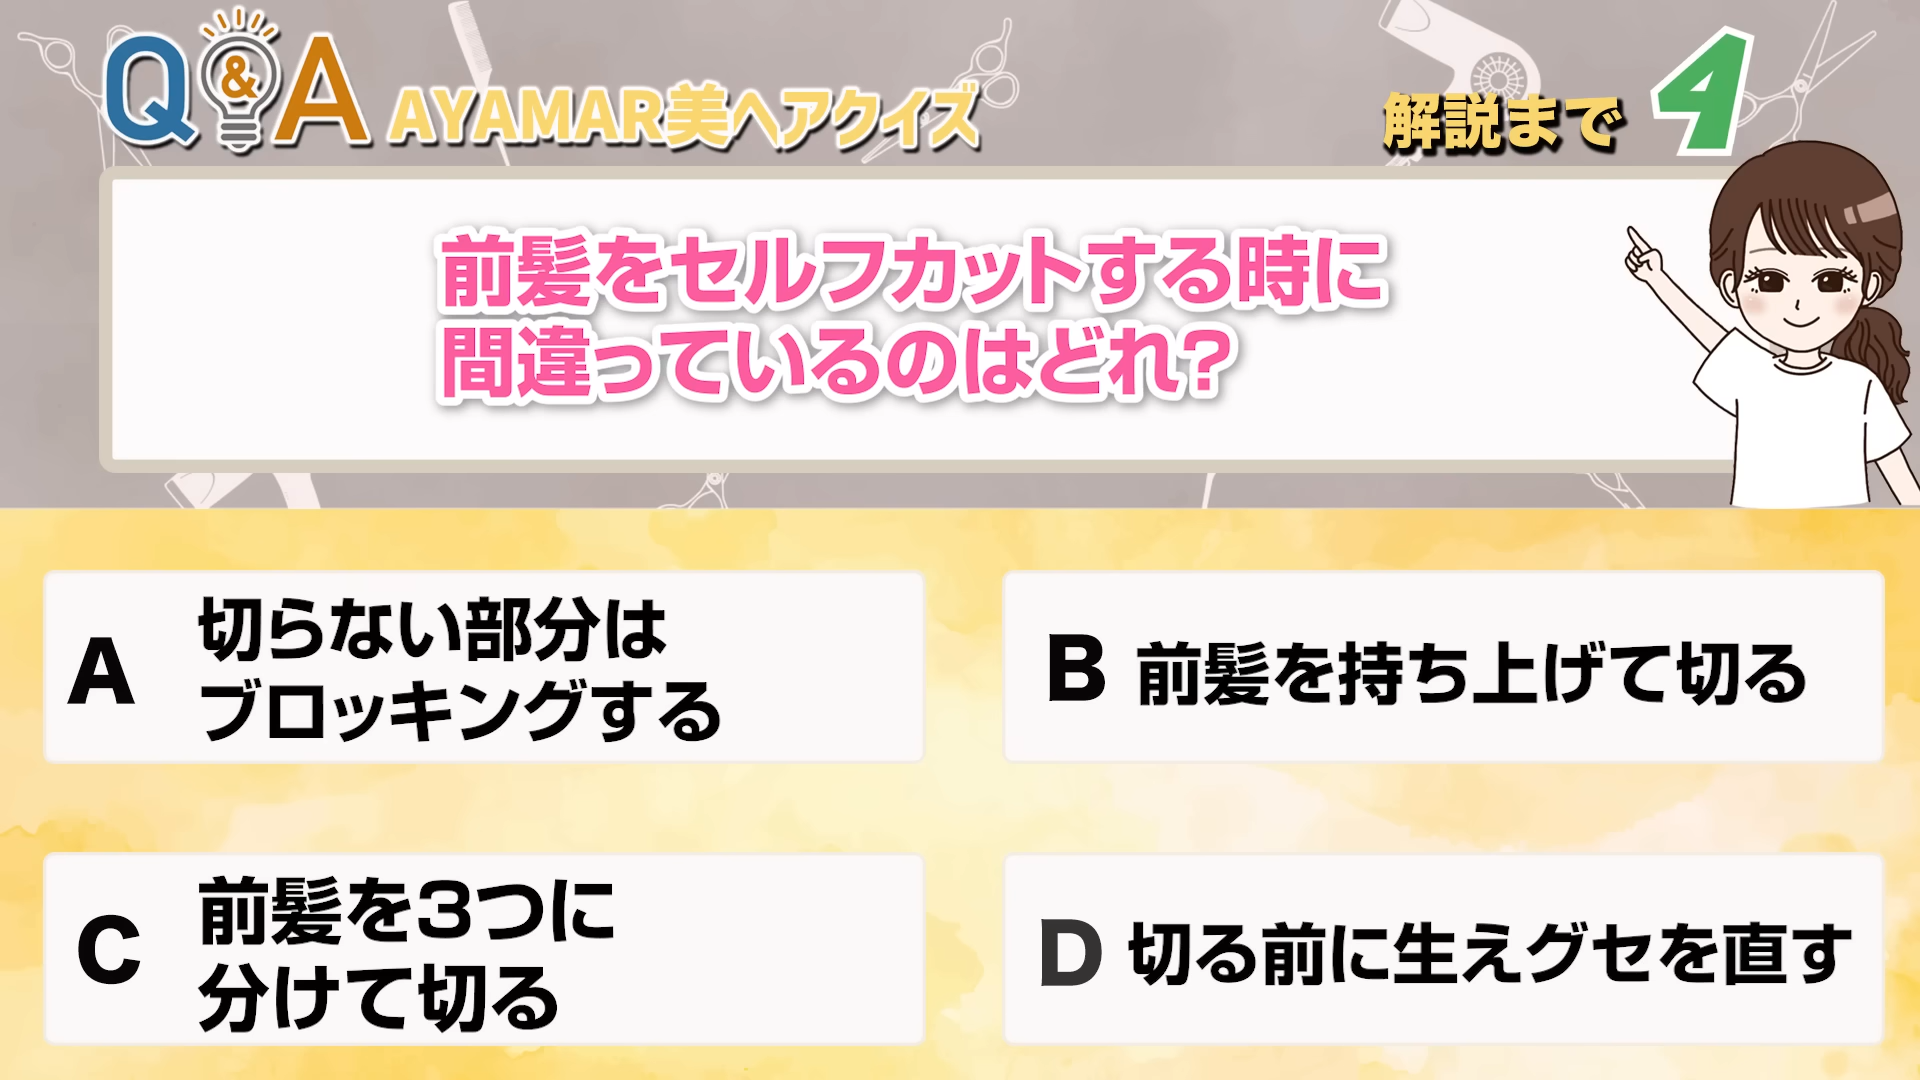 Q&A AYAMAR美ヘアクイズ
解説まで 4
前髪をセルフカットする時に
間違っているのはどれ?
A 切らない部分は
ブロッキングする
B 前髪を持ち上げて切る
C 前髪を3つに
分けて切る
D 切る前に生えグセを直す